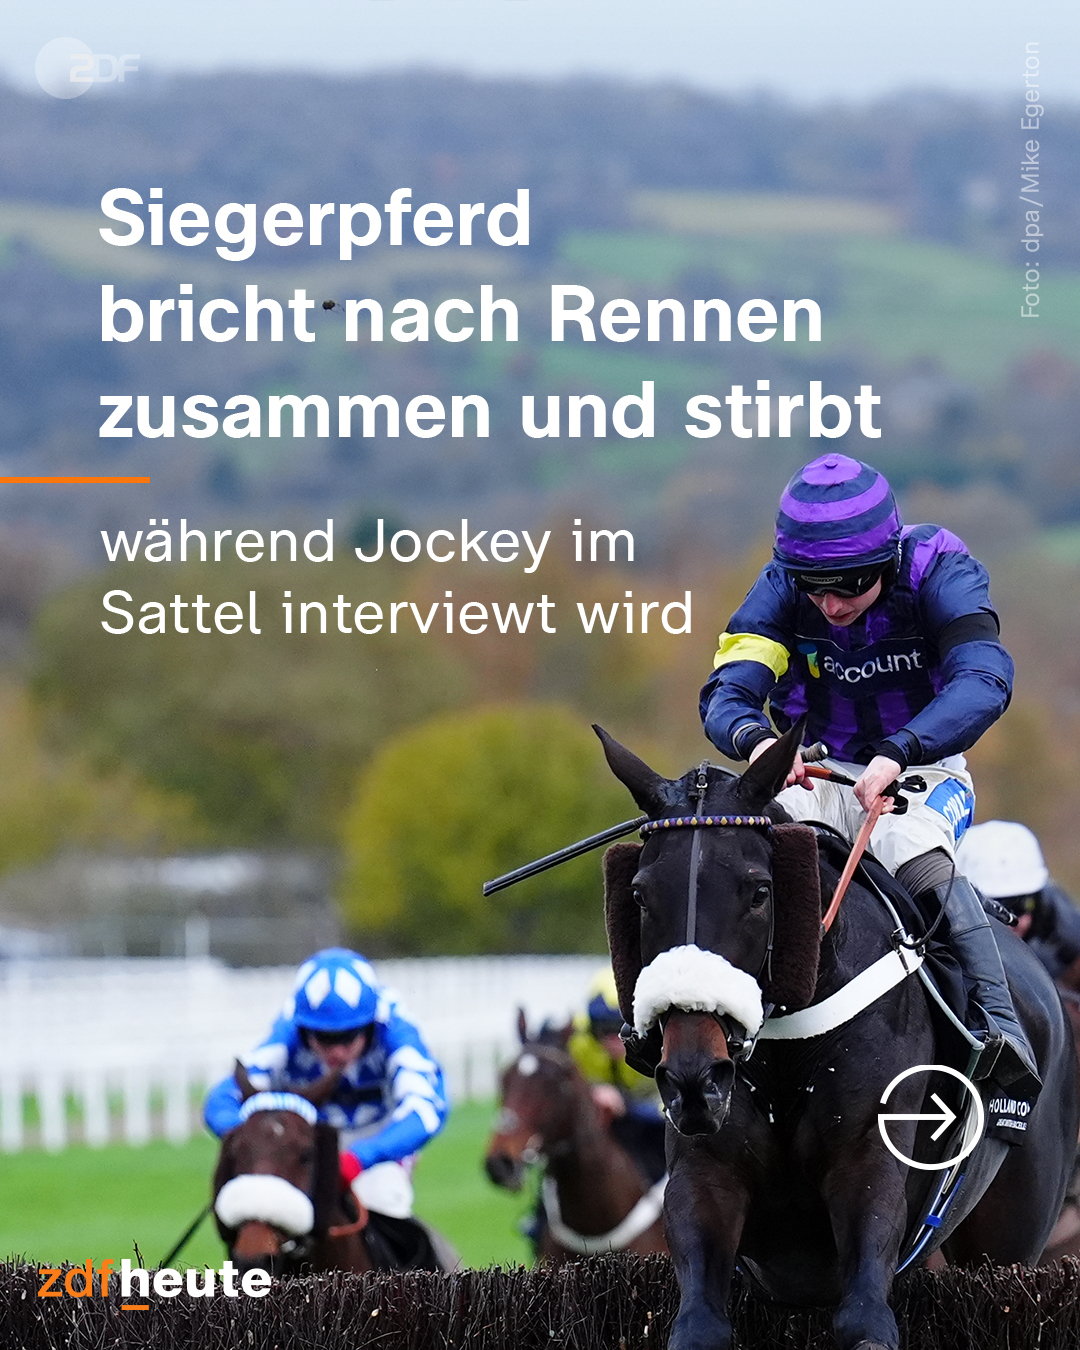 ZDF
Foto: dpa/Mike Egerton
Siegerpferd
bricht nach Rennen
zusammen und stirbt
während Jockey im
Sattel interviewt wird
account
zdfheute